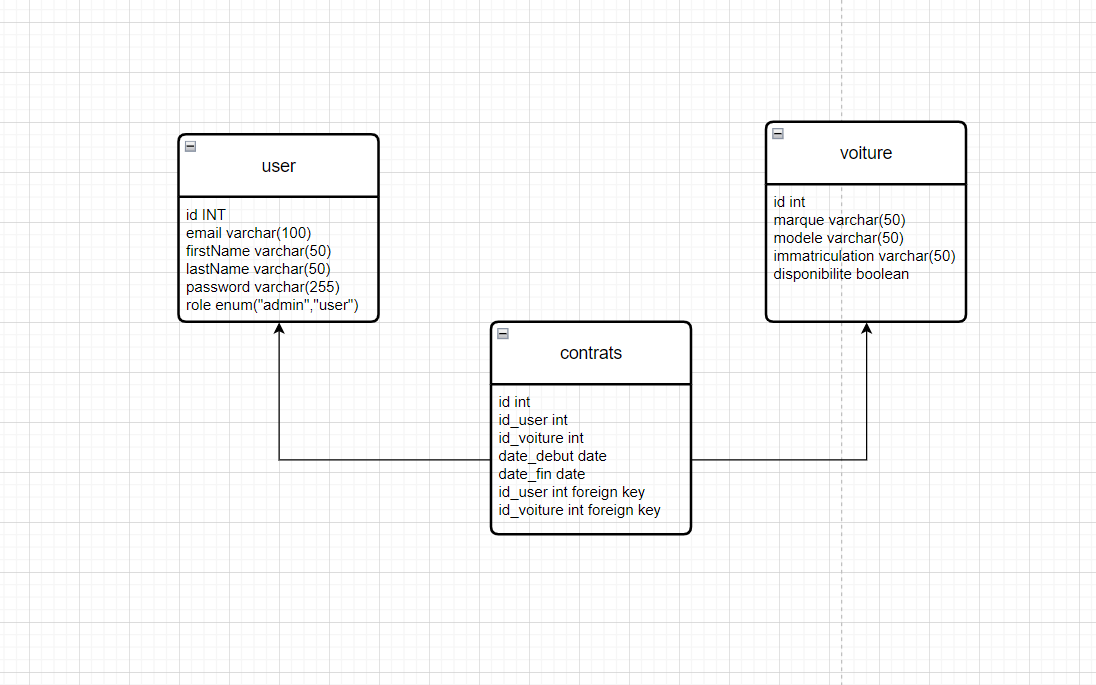 user
id INT
email varchar(100)
firstName varchar(50)
lastName varchar(50)
password varchar(255)
role enum("admin","user")
voiture
id int
marque varchar(50)
modele varchar(50)
immatriculation varchar(50)
disponibilite boolean
contrats
id int
id_user int
id_voiture int
date_debut date
date_fin date
id_user int foreign key
id_voiture int foreign key